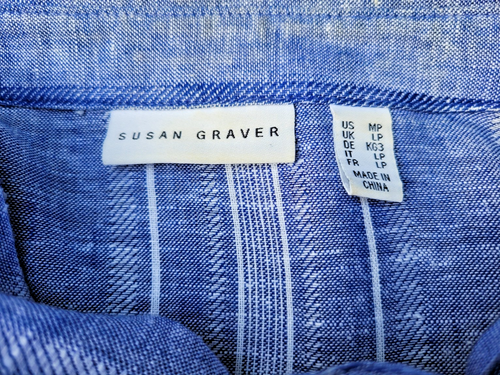 SUSAN GRAVER
US MP
UK LP
DE KG3
IT LP
FR LP
MADE IN
CHINA